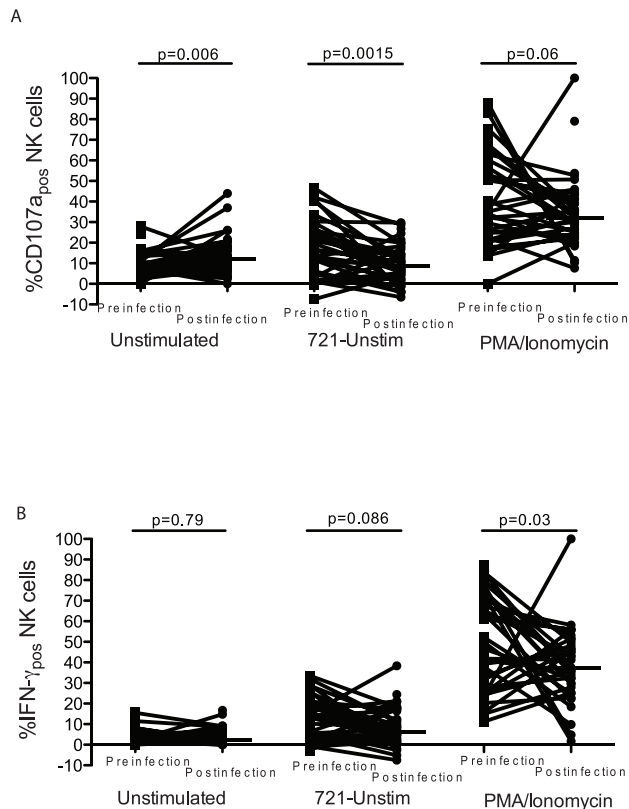 A
p=0.006 p=0.0015 p=0.06
%CD107apos NK cells
100
90
80
70
60
50
40
30
20
10
0
-10
Preinfection Postinfection Preinfection Postinfection Preinfection Postinfection
Unstimulated 721-Unstim PMA/Ionomycin
B
p=0.79 p=0.086 p=0.03
%IFN-γpos NK cells
100
90
80
70
60
50
40
30
20
10
0
-10
Preinfection Postinfection Preinfection Postinfection Preinfection Postinfection
Unstimulated 721-Unstim PMA/Ionomycin